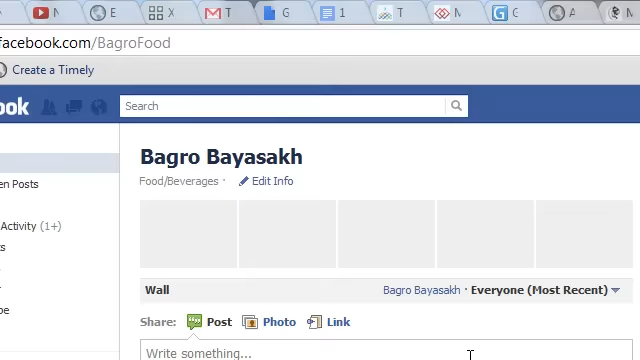 facebook.com/BagroFood
Create a Timely
ook
Search
Bagro Bayasakh
Food/Beverages · Edit Info
en Posts
Activity (1+)
Wall
Bagro Bayasakh · Everyone (Most Recent)
Share: Post Photo Link
Write something...